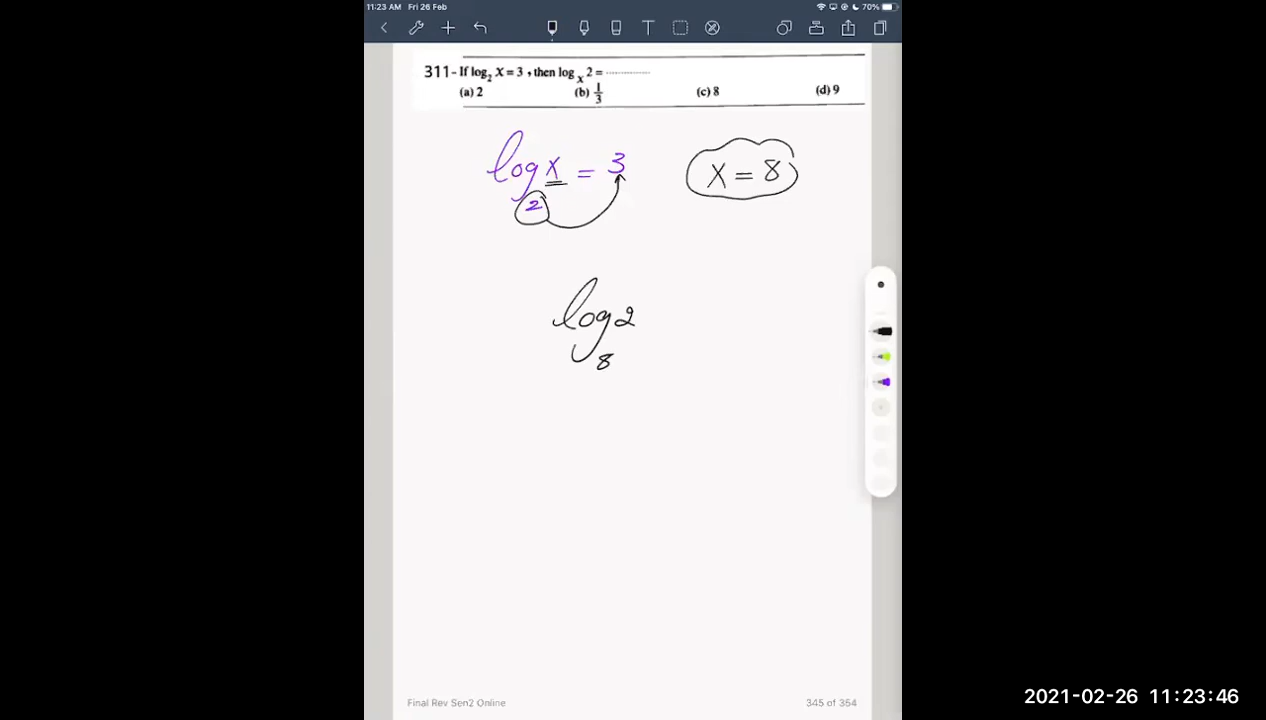 11:23 AM Fri 26 Feb
70%
311- If log₂ X = 3 , then logₓ 2 = ..............
(a) 2 (b) 1/3 (c) 8 (d) 9
log₂ x = 3 X = 8
log₈ 2
Final Rev Sen2 Online 345 of 354
2021-02-26 11:23:46